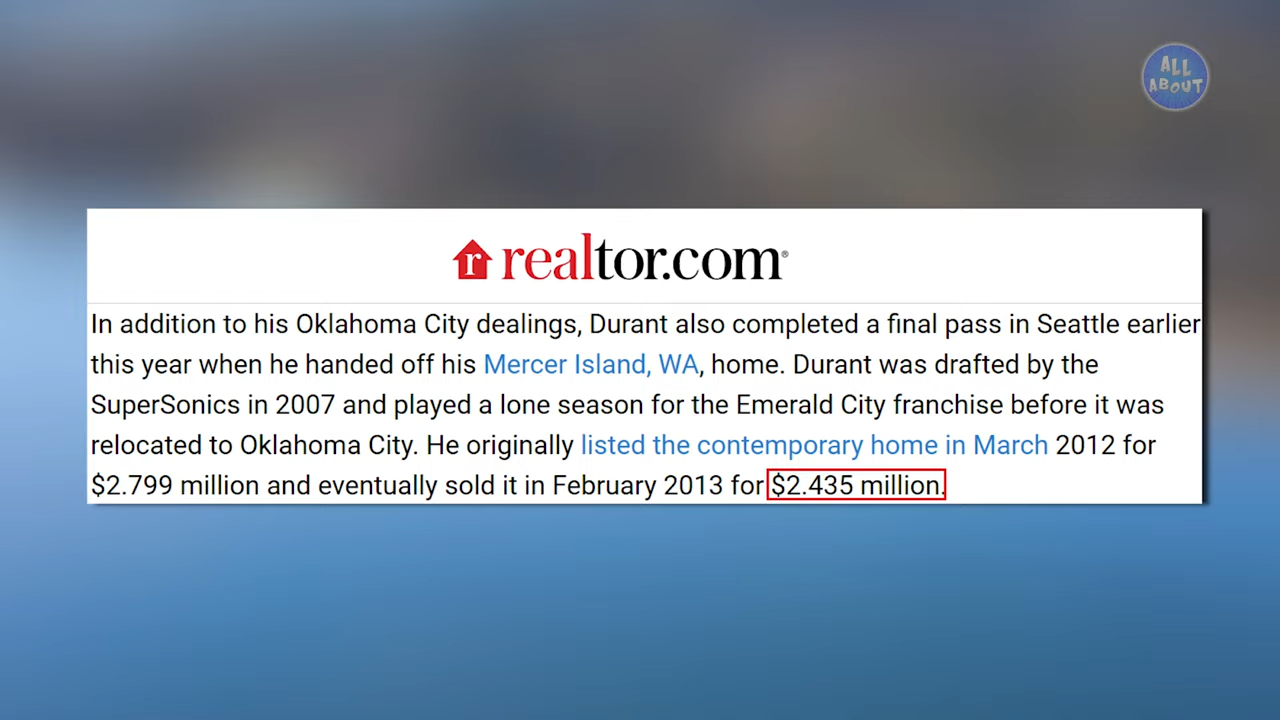 ALL
ABOUT
realtor.com®
In addition to his Oklahoma City dealings, Durant also completed a final pass in Seattle earlier
this year when he handed off his Mercer Island, WA, home. Durant was drafted by the
SuperSonics in 2007 and played a lone season for the Emerald City franchise before it was
relocated to Oklahoma City. He originally listed the contemporary home in March 2012 for
$2.799 million and eventually sold it in February 2013 for $2.435 million.